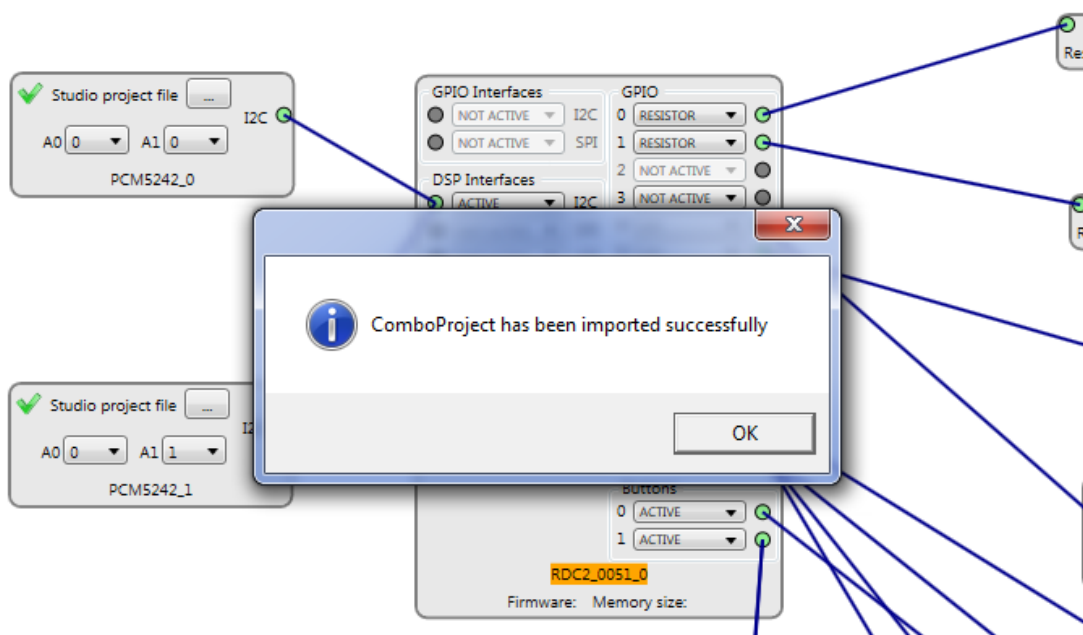 Studio project file ...
I2C
A0 0 A1 0
PCM5242_0
GPIO Interfaces
NOT ACTIVE I2C
NOT ACTIVE SPI
DSP Interfaces
ACTIVE I2C
GPIO
0 RESISTOR
1 RESISTOR
2 NOT ACTIVE
3 NOT ACTIVE
X
ComboProject has been imported successfully
OK
Studio project file ...
A0 0 A1 1
PCM5242_1
Buttons
0 ACTIVE
1 ACTIVE
RDC2_0051_0
Firmware: Memory size: